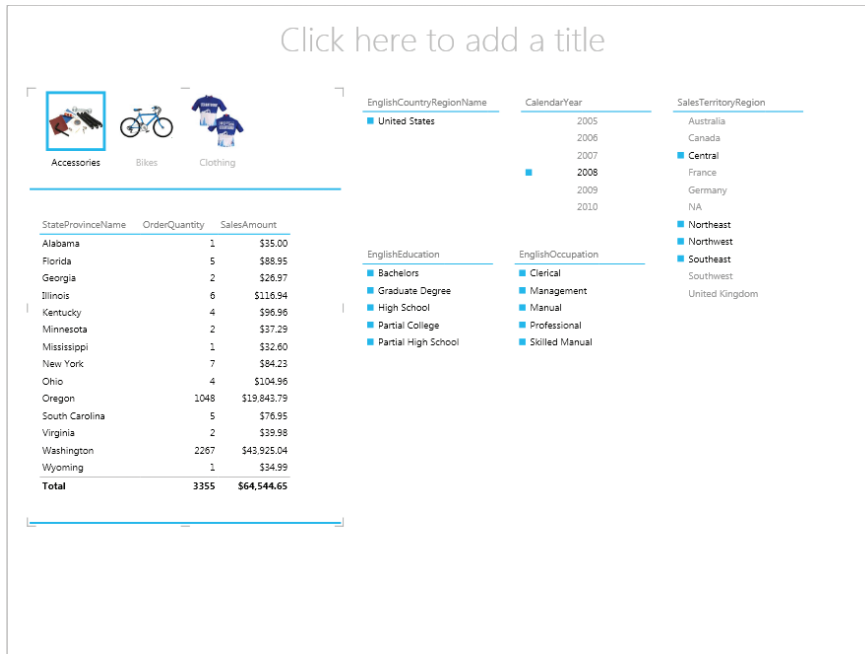 Click here to add a title
Accessories Bikes Clothing
StateProvinceName OrderQuantity SalesAmount
Alabama 1 $35.00
Florida 5 $88.95
Georgia 2 $26.97
Illinois 6 $116.94
Kentucky 4 $96.96
Minnesota 2 $37.29
Mississippi 1 $32.60
New York 7 $84.23
Ohio 4 $104.96
Oregon 1048 $19,843.79
South Carolina 5 $76.95
Virginia 2 $39.98
Washington 2267 $43,925.04
Wyoming 1 $34.99
Total 3355 $64,544.65
EnglishCountryRegionName
United States
CalendarYear
2005
2006
2007
2008
2009
2010
SalesTerritoryRegion
Australia
Canada
Central
France
Germany
NA
Northeast
Northwest
Southeast
Southwest
United Kingdom
EnglishEducation
Bachelors
Graduate Degree
High School
Partial College
Partial High School
EnglishOccupation
Clerical
Management
Manual
Professional
Skilled Manual